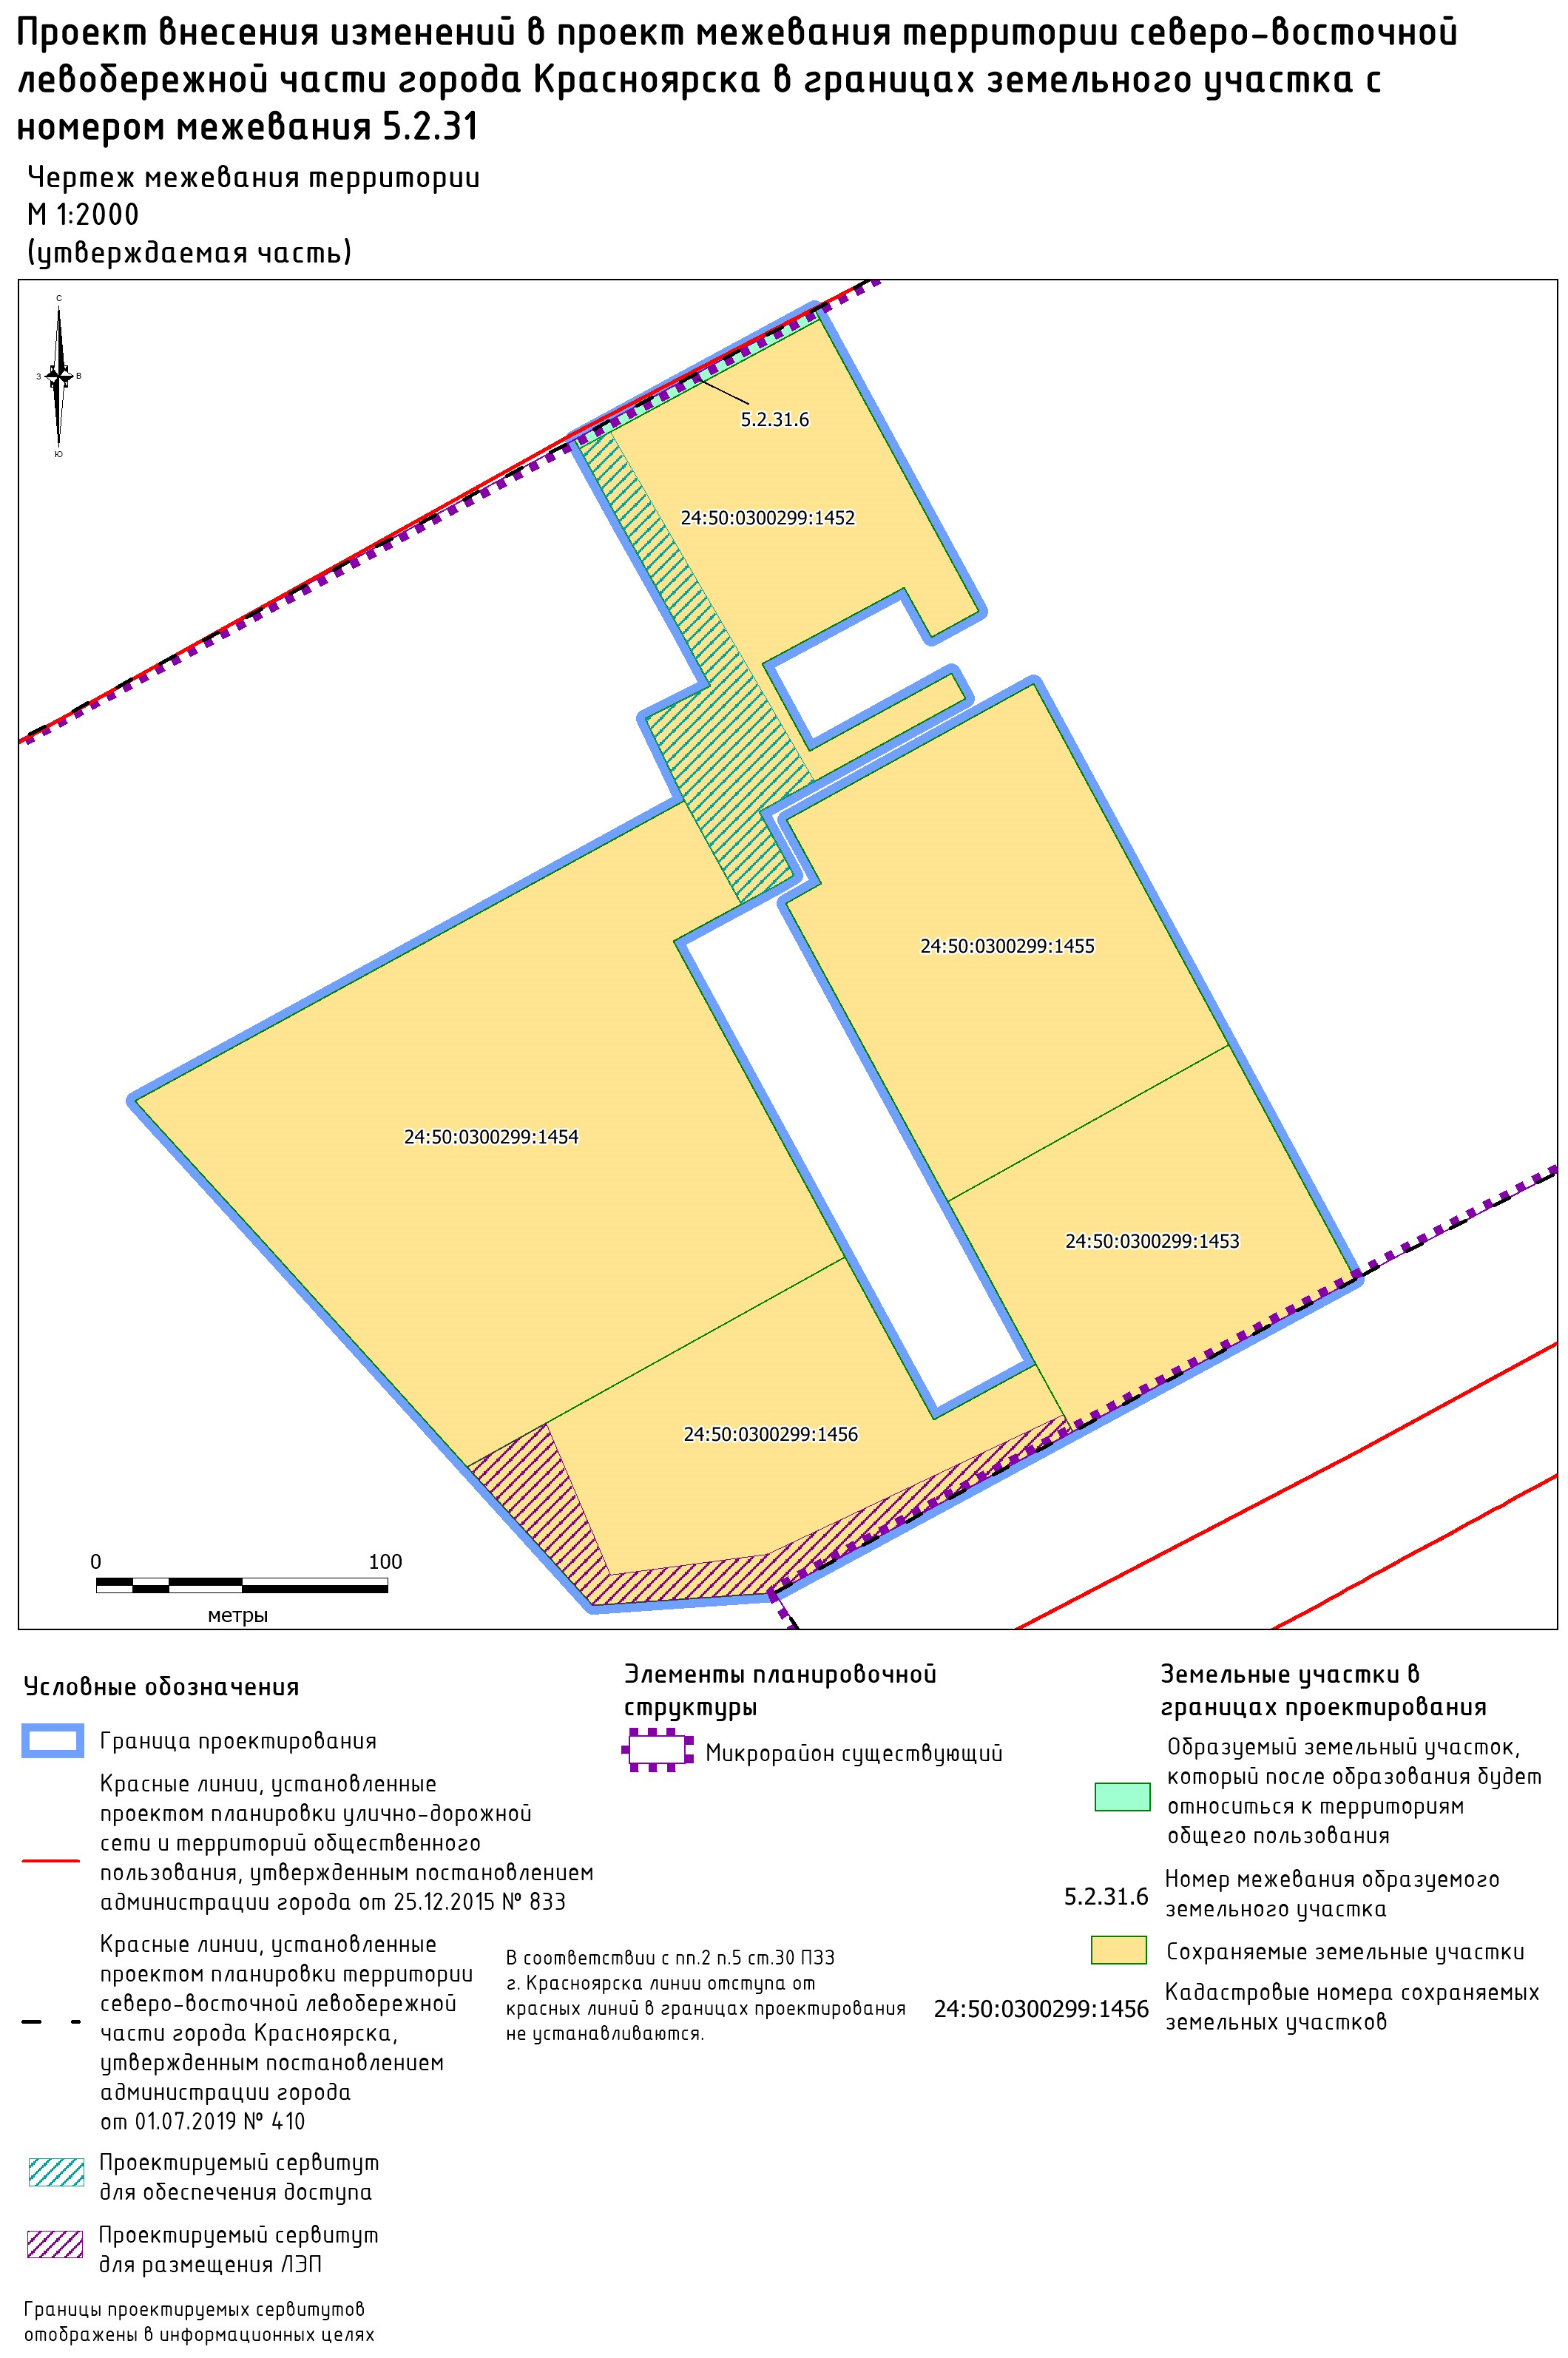 Проект внесения изменений в проект межевания территории северо-восточной
левобережной части города Красноярска в границах земельного участка с
номером межевания 5.2.31
Чертеж межевания территории
М 1:2000
(утверждаемая часть)
С
З
В
Ю
5.2.31.6
24:50:0300299:1452
24:50:0300299:1455
24:50:0300299:1454
24:50:0300299:1453
24:50:0300299:1456
0
100
метры
Условные обозначения
Граница проектирования
Красные линии, установленные
проектом планировки улично-дорожной
сети и территорий общественного
пользования, утвержденным постановлением
администрации города от 25.12.2015 № 833
Красные линии, установленные
проектом планировки территории
северо-восточной левобережной
части города Красноярска,
утвержденным постановлением
администрации города
от 01.07.2019 № 410
Проектируемый сервитут
для обеспечения доступа
Проектируемый сервитут
для размещения ЛЭП
Границы проектируемых сервитутов
отображены в информационных целях
Элементы планировочной
структуры
Микрорайон существующий
В соответствии с пп.2 п.5 ст.30 ПЗЗ
г. Красноярска линии отступа от
красных линий в границах проектирования
не устанавливаются.
Земельные участки в
границах проектирования
Образуемый земельный участок,
который после образования будет
относиться к территориям
общего пользования
5.2.31.6
Номер межевания образуемого
земельного участка
Сохраняемые земельные участки
24:50:0300299:1456
Кадастровые номера сохраняемых
земельных участков